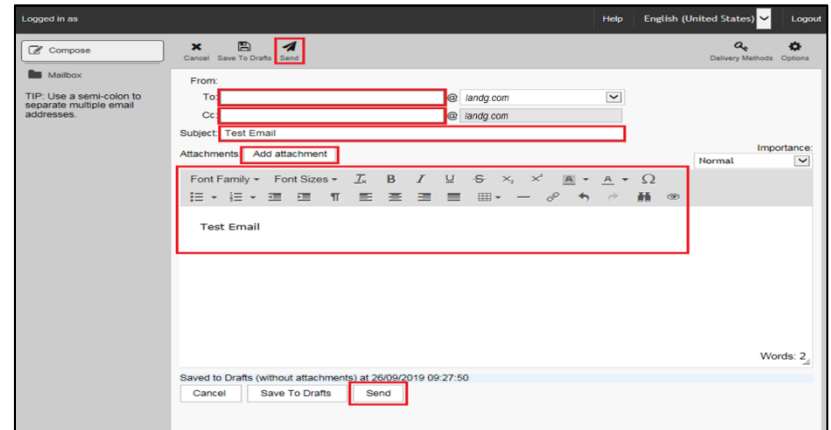 Logged in as Help English (United States) Logout
Compose
Cancel Save To Drafts Send Delivery Methods Options
Mailbox
TIP: Use a semi-colon to
separate multiple email
addresses.
From:
To: @ landg.com
Cc: @ landg.com
Subject: Test Email
Attachments: Add attachment
Importance:
Normal
Font Family Font Sizes
Test Email
Words: 2
Saved to Drafts (without attachments) at 26/09/2019 09:27:50
Cancel Save To Drafts Send